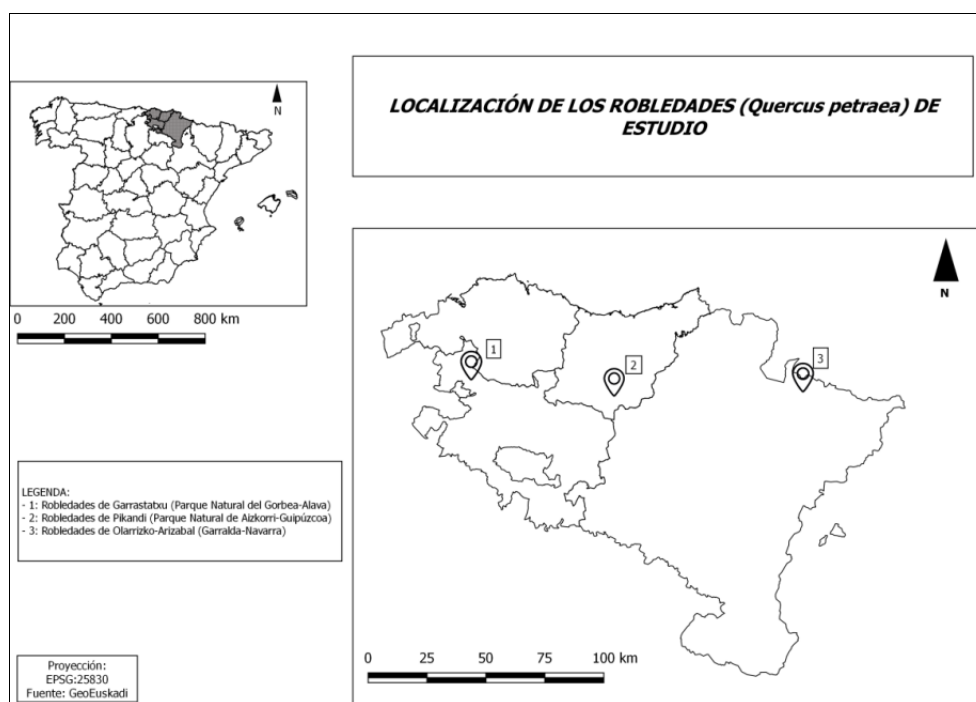 LOCALIZACIÓN DE LOS ROBLEDADES (Quercus petraea) DE
ESTUDIO
N
0 200 400 600 800 km
N
1
2
3
LEGENDA:
- 1: Robledades de Garrastatxu (Parque Natural del Gorbea-Alava)
- 2: Robledades de Pikandi (Parque Natural de Aizkorri-Guipúzcoa)
- 3: Robledades de Olarrizko-Arizabal (Garralda-Navarra)
0 25 50 75 100 km
Proyección:
EPSG:25830
Fuente: GeoEuskadi